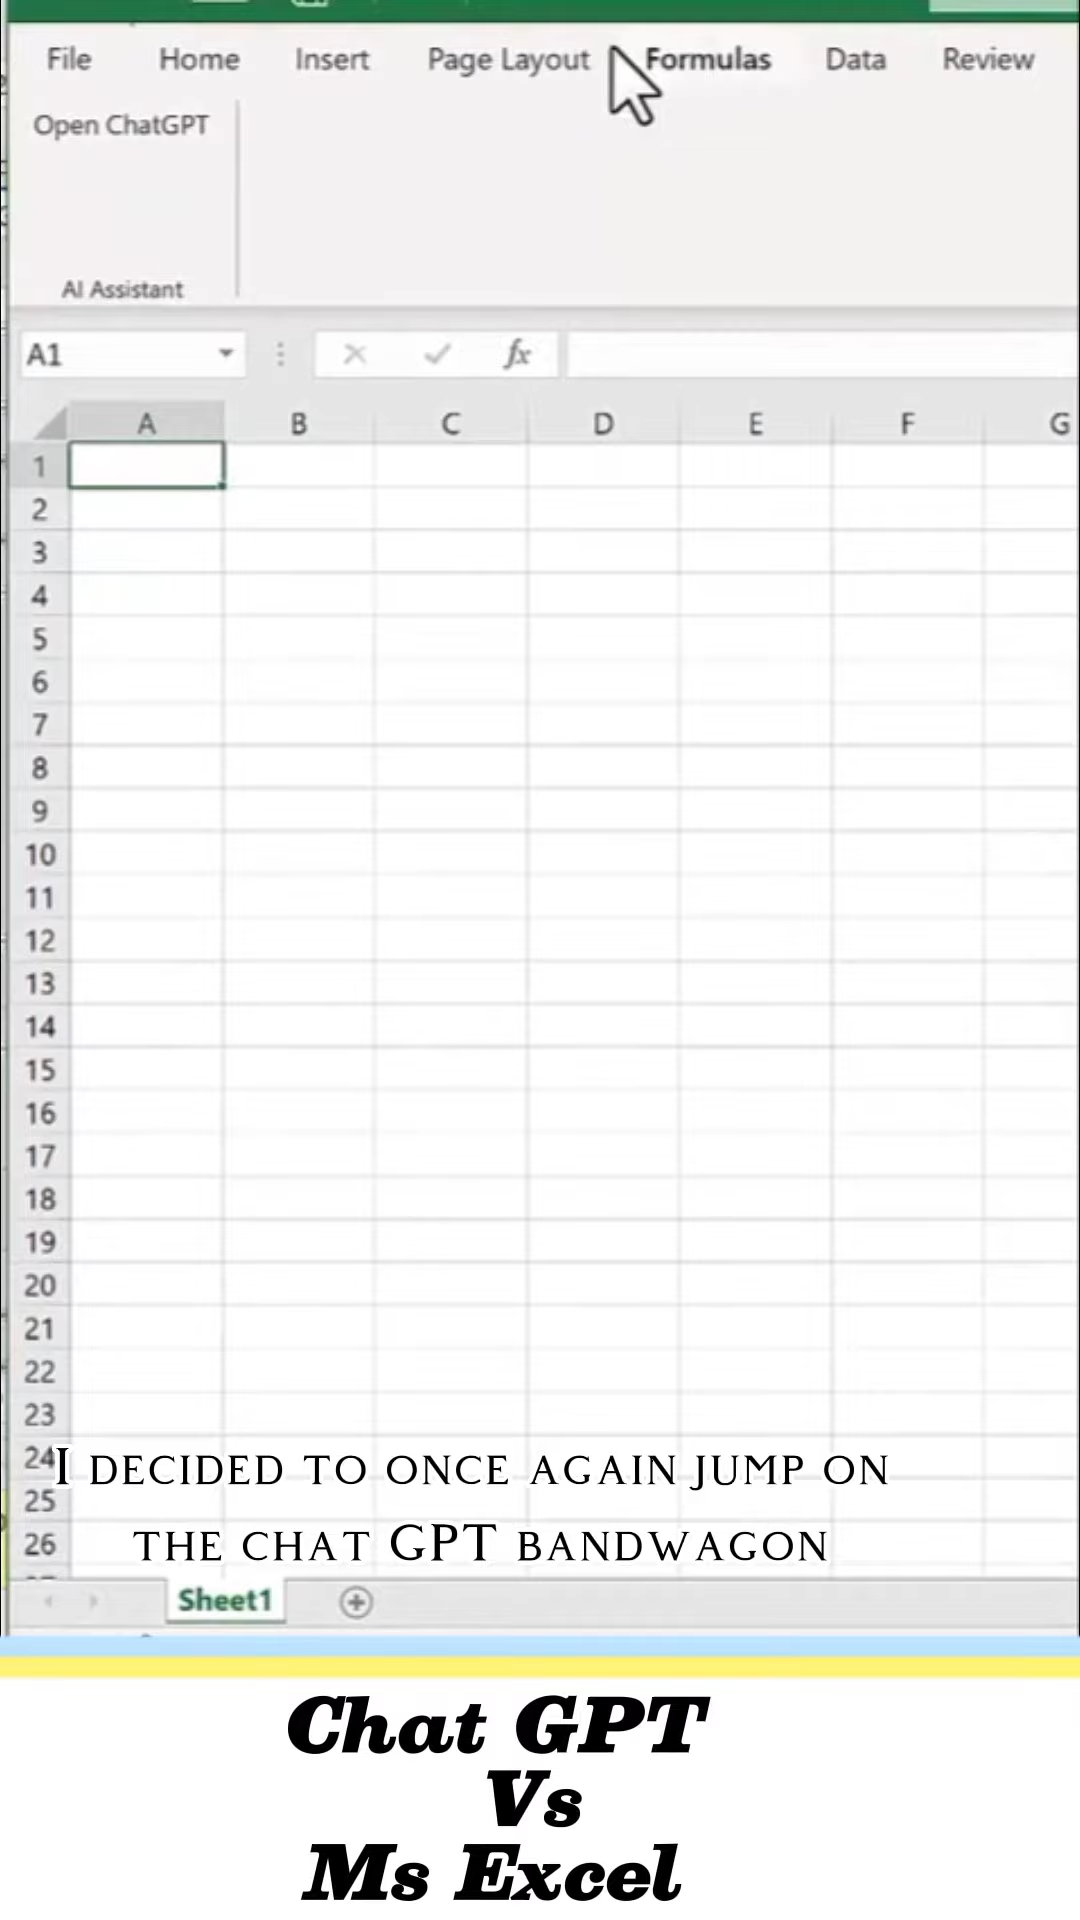 File Home Insert Page Layout Formulas Data Review
Open ChatGPT
AI Assistant
A1 fx
A B C D E F G
1
2
3
4
5
6
7
8
9
10
11
12
13
14
15
16
17
18
19
20
21
22
23
24
I DECIDED TO ONCE AGAIN JUMP ON
25
THE CHAT GPT BANDWAGON
26
Sheet1
Chat GPT
Vs
Ms Excel